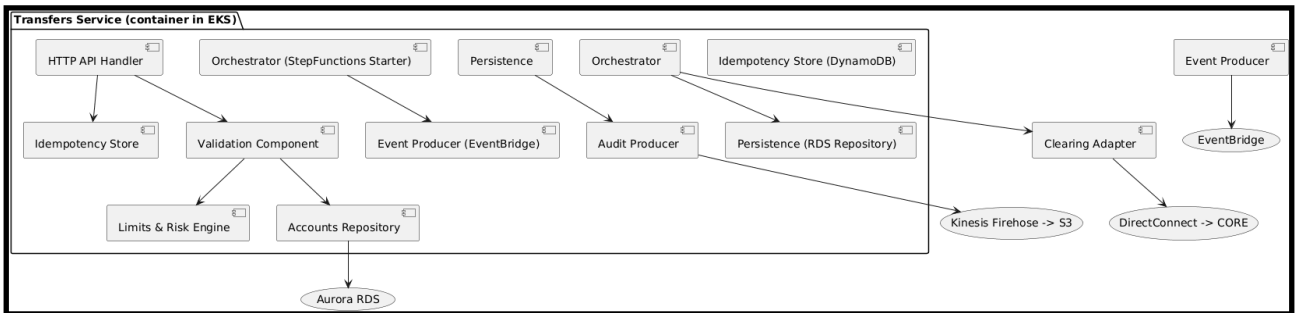 Transfers Service (container in EKS)
HTTP API Handler
Orchestrator (StepFunctions Starter)
Persistence
Orchestrator
Idempotency Store (DynamoDB)
Event Producer
Idempotency Store
Validation Component
Event Producer (EventBridge)
Audit Producer
Persistence (RDS Repository)
Clearing Adapter
EventBridge
Limits & Risk Engine
Accounts Repository
Kinesis Firehose -> S3
DirectConnect -> CORE
Aurora RDS